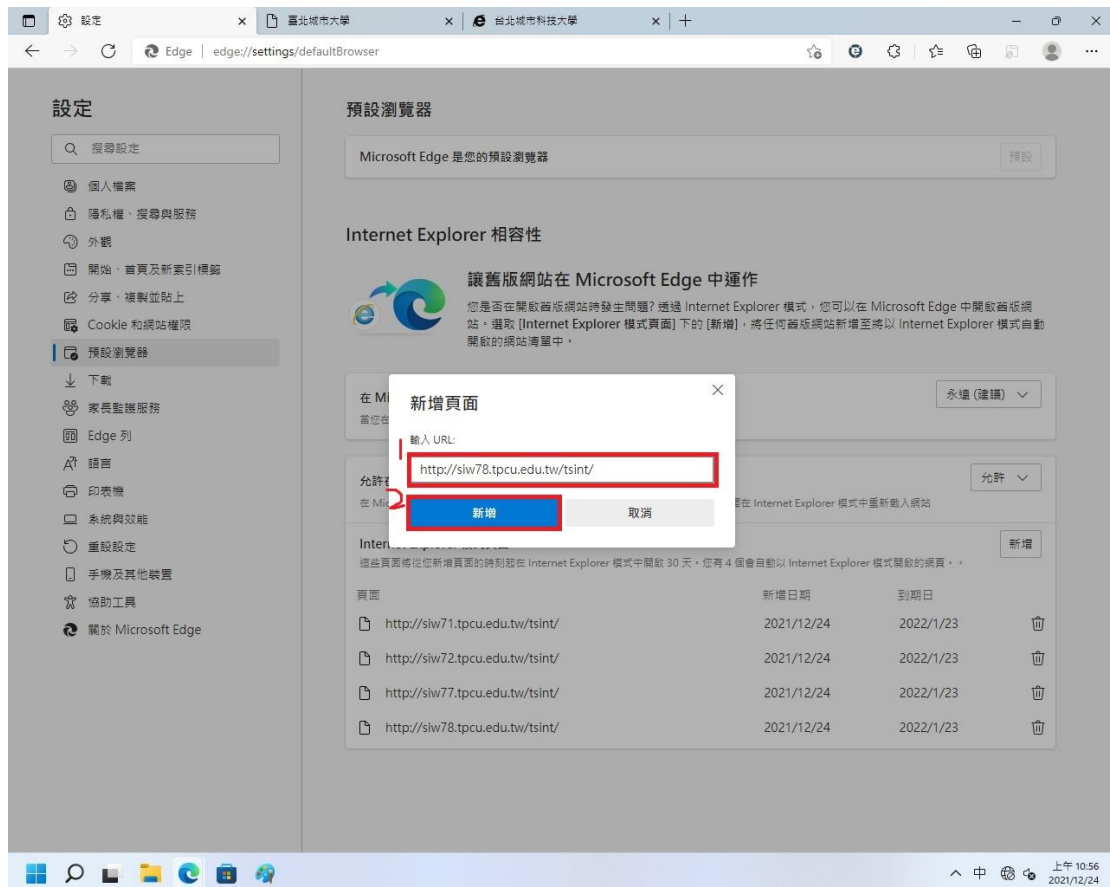 設定
臺北城市大學
台北城市科技大學
Edge | edge://settings/defaultBrowser
設定
搜尋設定
個人檔案
隱私權、搜尋與服務
外觀
開始、首頁及新索引標籤
分享、複製並貼上
Cookie 和網站權限
預設瀏覽器
下載
家長監護服務
Edge 列
語言
印表機
系統與效能
重設設定
手機及其他裝置
協助工具
關於 Microsoft Edge
預設瀏覽器
Microsoft Edge 是您的預設瀏覽器
預設
Internet Explorer 相容性
讓舊版網站在 Microsoft Edge 中運作
您是否在開啟舊版網站時發生問題? 透過 Internet Explorer 模式，您可以在 Microsoft Edge 中開啟舊版網
站。選取 [Internet Explorer 模式頁面] 下的 [新增]，將任何舊版網站新增至將以 Internet Explorer 模式自動
開啟的網站清單中。
在 Mi
永遠 (建議)
當您在
新增頁面
輸入 URL:
1
http://siw78.tpcu.edu.tw/tsint/
2
新增
取消
允許在
允許
在 Mic
在 Internet Explorer 模式中重新載入網站
Internet Explorer 模式頁面
新增
這些頁面將從您新增頁面的時刻起在 Internet Explorer 模式中開啟 30 天。您有 4 個會自動以 Internet Explorer 模式開啟的網頁。。
頁面
新增日期
到期日
http://siw71.tpcu.edu.tw/tsint/ 2021/12/24 2022/1/23
http://siw72.tpcu.edu.tw/tsint/ 2021/12/24 2022/1/23
http://siw77.tpcu.edu.tw/tsint/ 2021/12/24 2022/1/23
http://siw78.tpcu.edu.tw/tsint/ 2021/12/24 2022/1/23
中
上午 10:56
2021/12/24